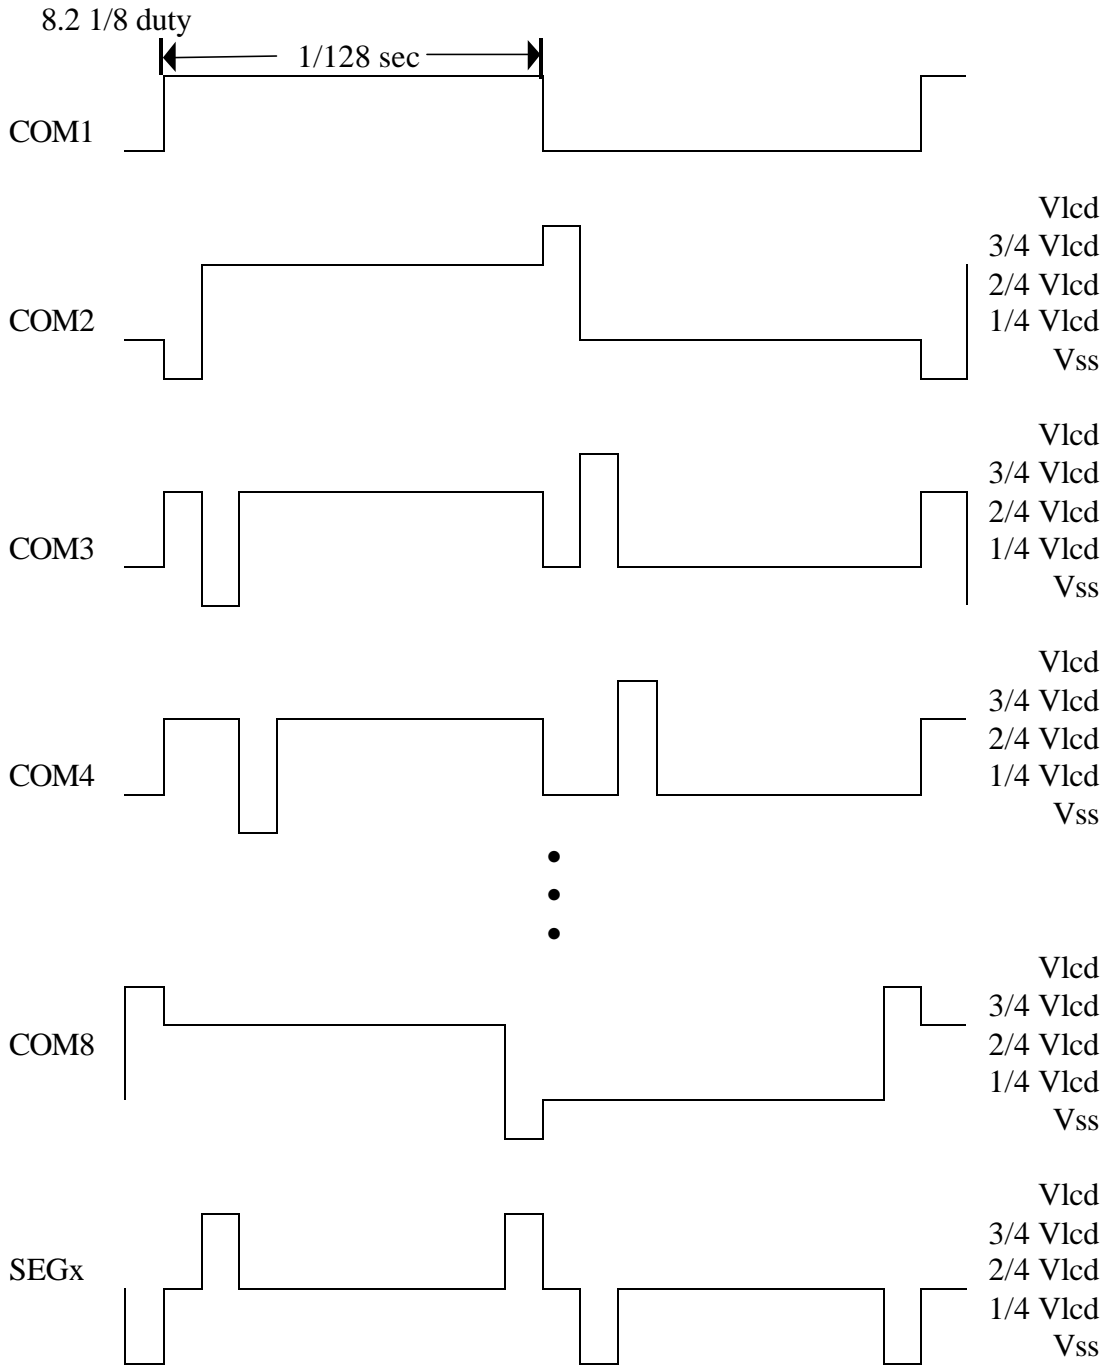 8.2 1/8 duty
1/128 sec
COM1
COM2
Vlcd
3/4 Vlcd
2/4 Vlcd
1/4 Vlcd
Vss
COM3
Vlcd
3/4 Vlcd
2/4 Vlcd
1/4 Vlcd
Vss
COM4
Vlcd
3/4 Vlcd
2/4 Vlcd
1/4 Vlcd
Vss
COM8
Vlcd
3/4 Vlcd
2/4 Vlcd
1/4 Vlcd
Vss
SEGx
Vlcd
3/4 Vlcd
2/4 Vlcd
1/4 Vlcd
Vss